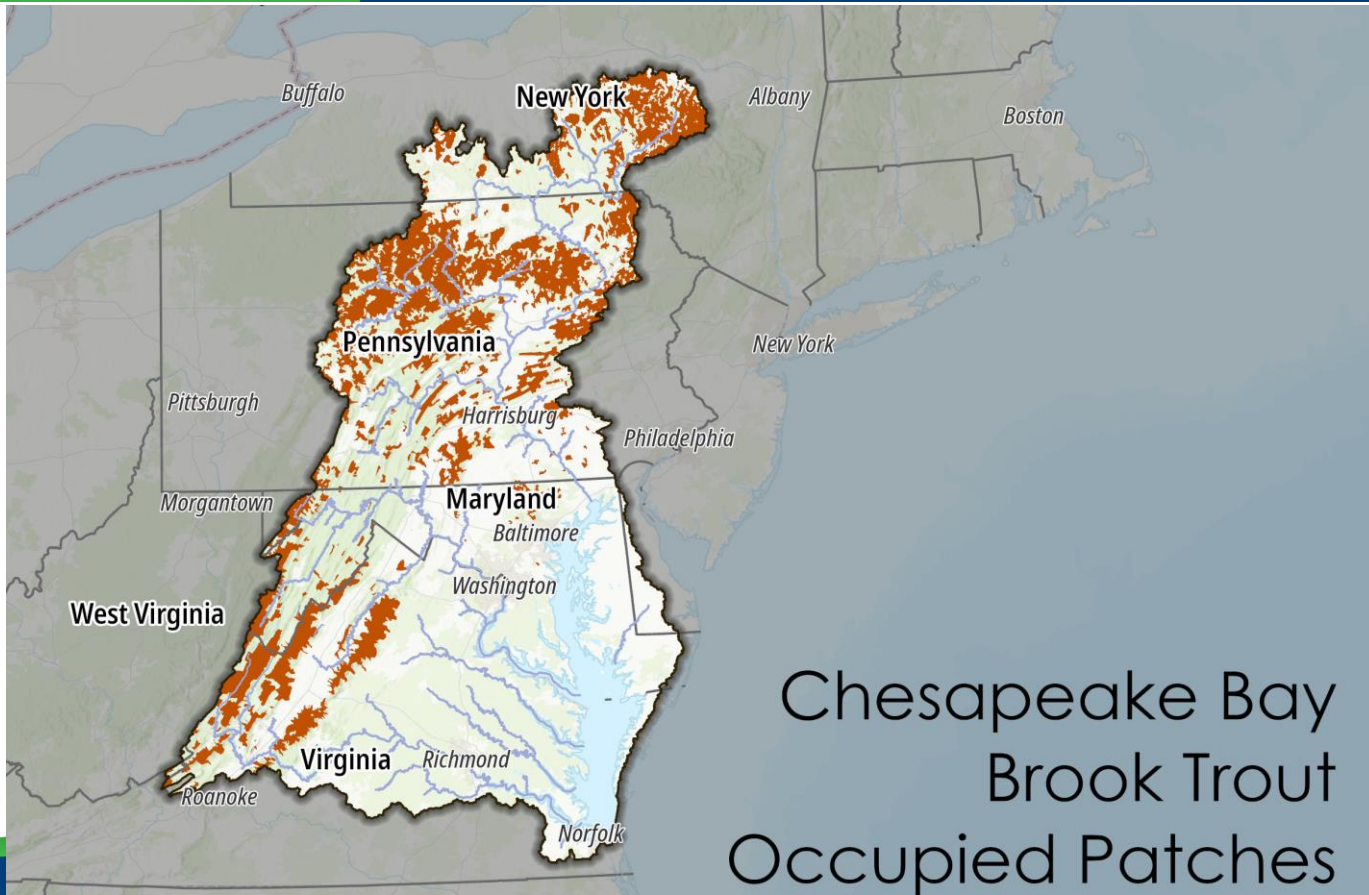 Buffalo
New York
Albany
Boston
Pennsylvania
New York
Pittsburgh
Harrisburg
Philadelphia
Morgantown
Maryland
Baltimore
Washington
West Virginia
Virginia
Richmond
Roanoke
Norfolk
Chesapeake Bay
Brook Trout
Occupied Patches